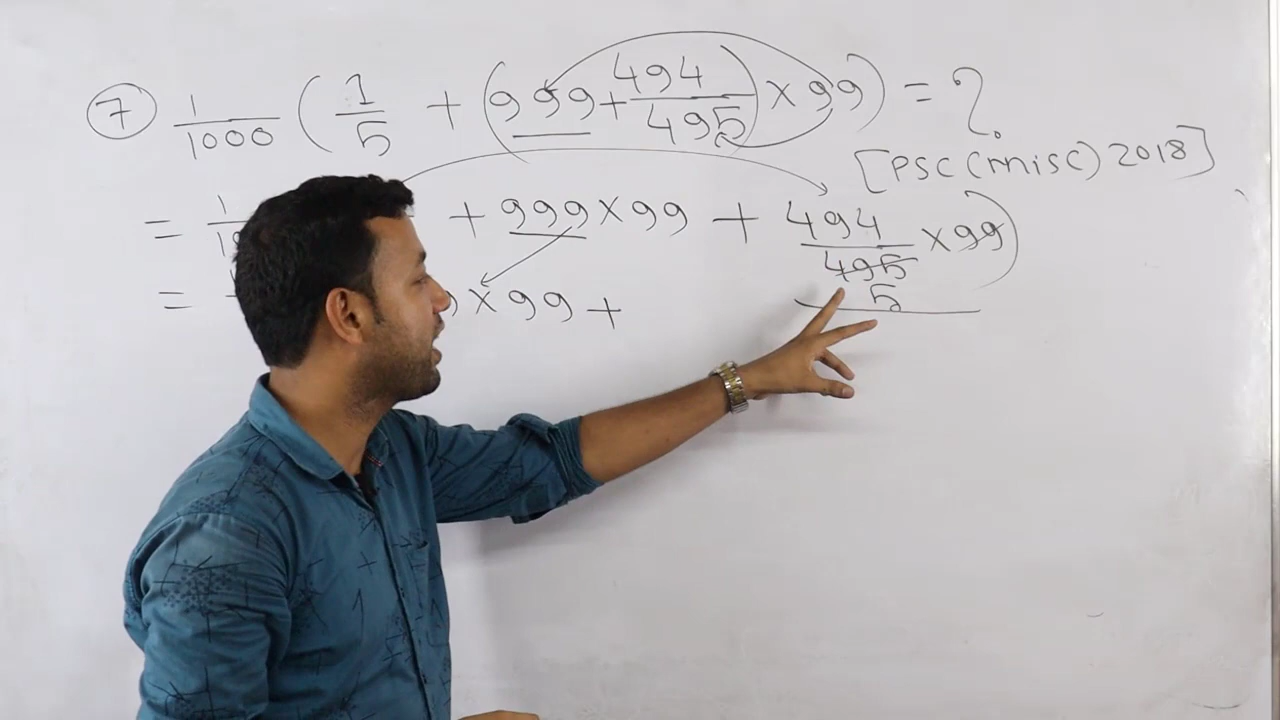 7 1/1000 ( 1/5 + ( 999 + 494/495 ) × 99 ) = ?
[PSC (misc) 2018]
= + 999 × 99 + 494/495 × 99 )
5
= × 99 +